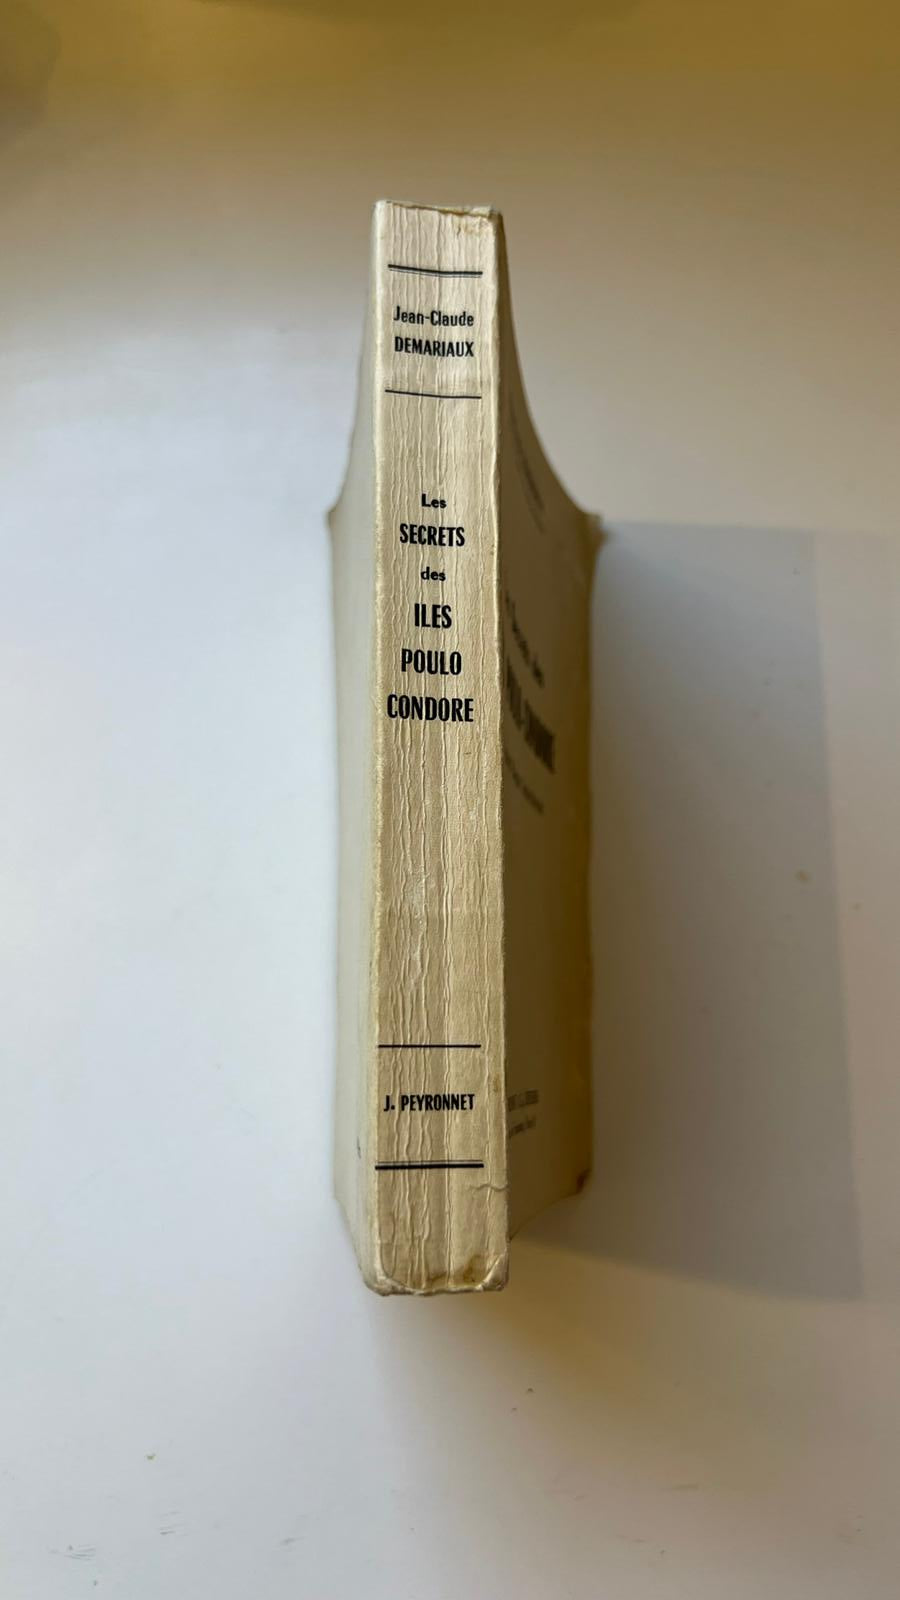 Jean-Claude
DEMARIAUX
Les
SECRETS
des
ILES
POULO
CONDORE
J. PEYRONNET